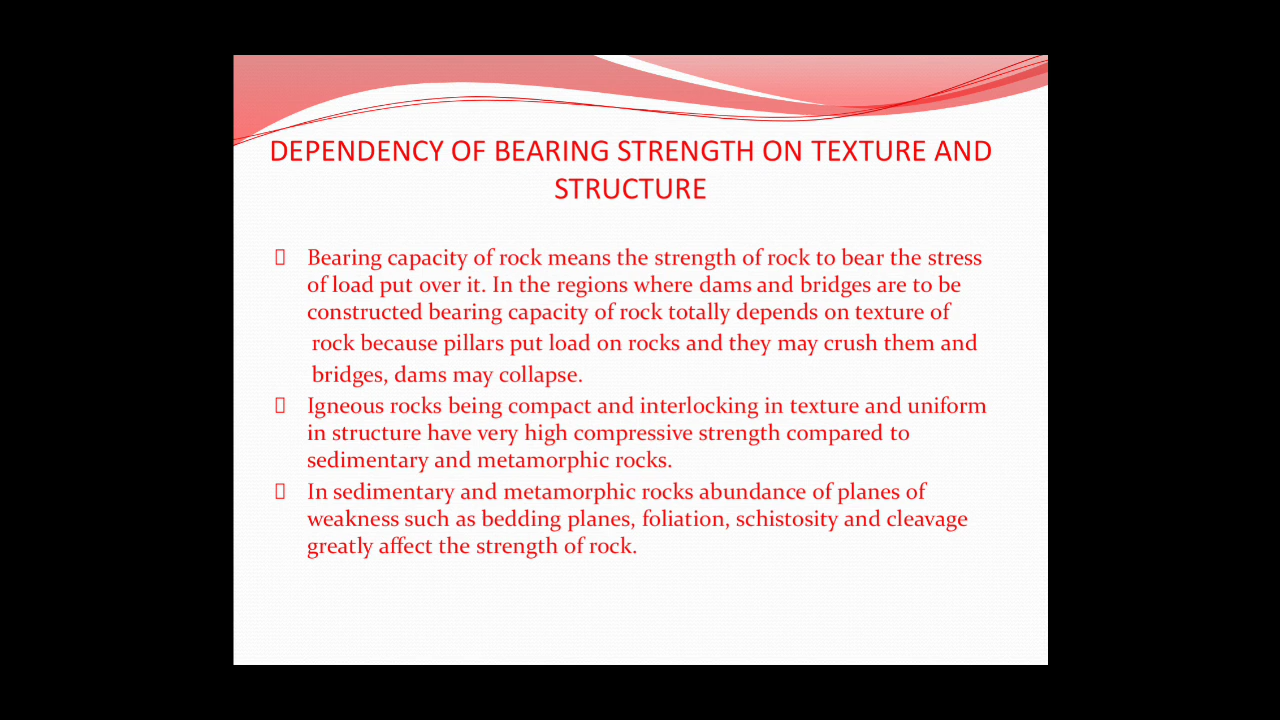 DEPENDENCY OF BEARING STRENGTH ON TEXTURE AND
STRUCTURE
Bearing capacity of rock means the strength of rock to bear the stress
of load put over it. In the regions where dams and bridges are to be
constructed bearing capacity of rock totally depends on texture of
rock because pillars put load on rocks and they may crush them and
bridges, dams may collapse.
Igneous rocks being compact and interlocking in texture and uniform
in structure have very high compressive strength compared to
sedimentary and metamorphic rocks.
In sedimentary and metamorphic rocks abundance of planes of
weakness such as bedding planes, foliation, schistosity and cleavage
greatly affect the strength of rock.